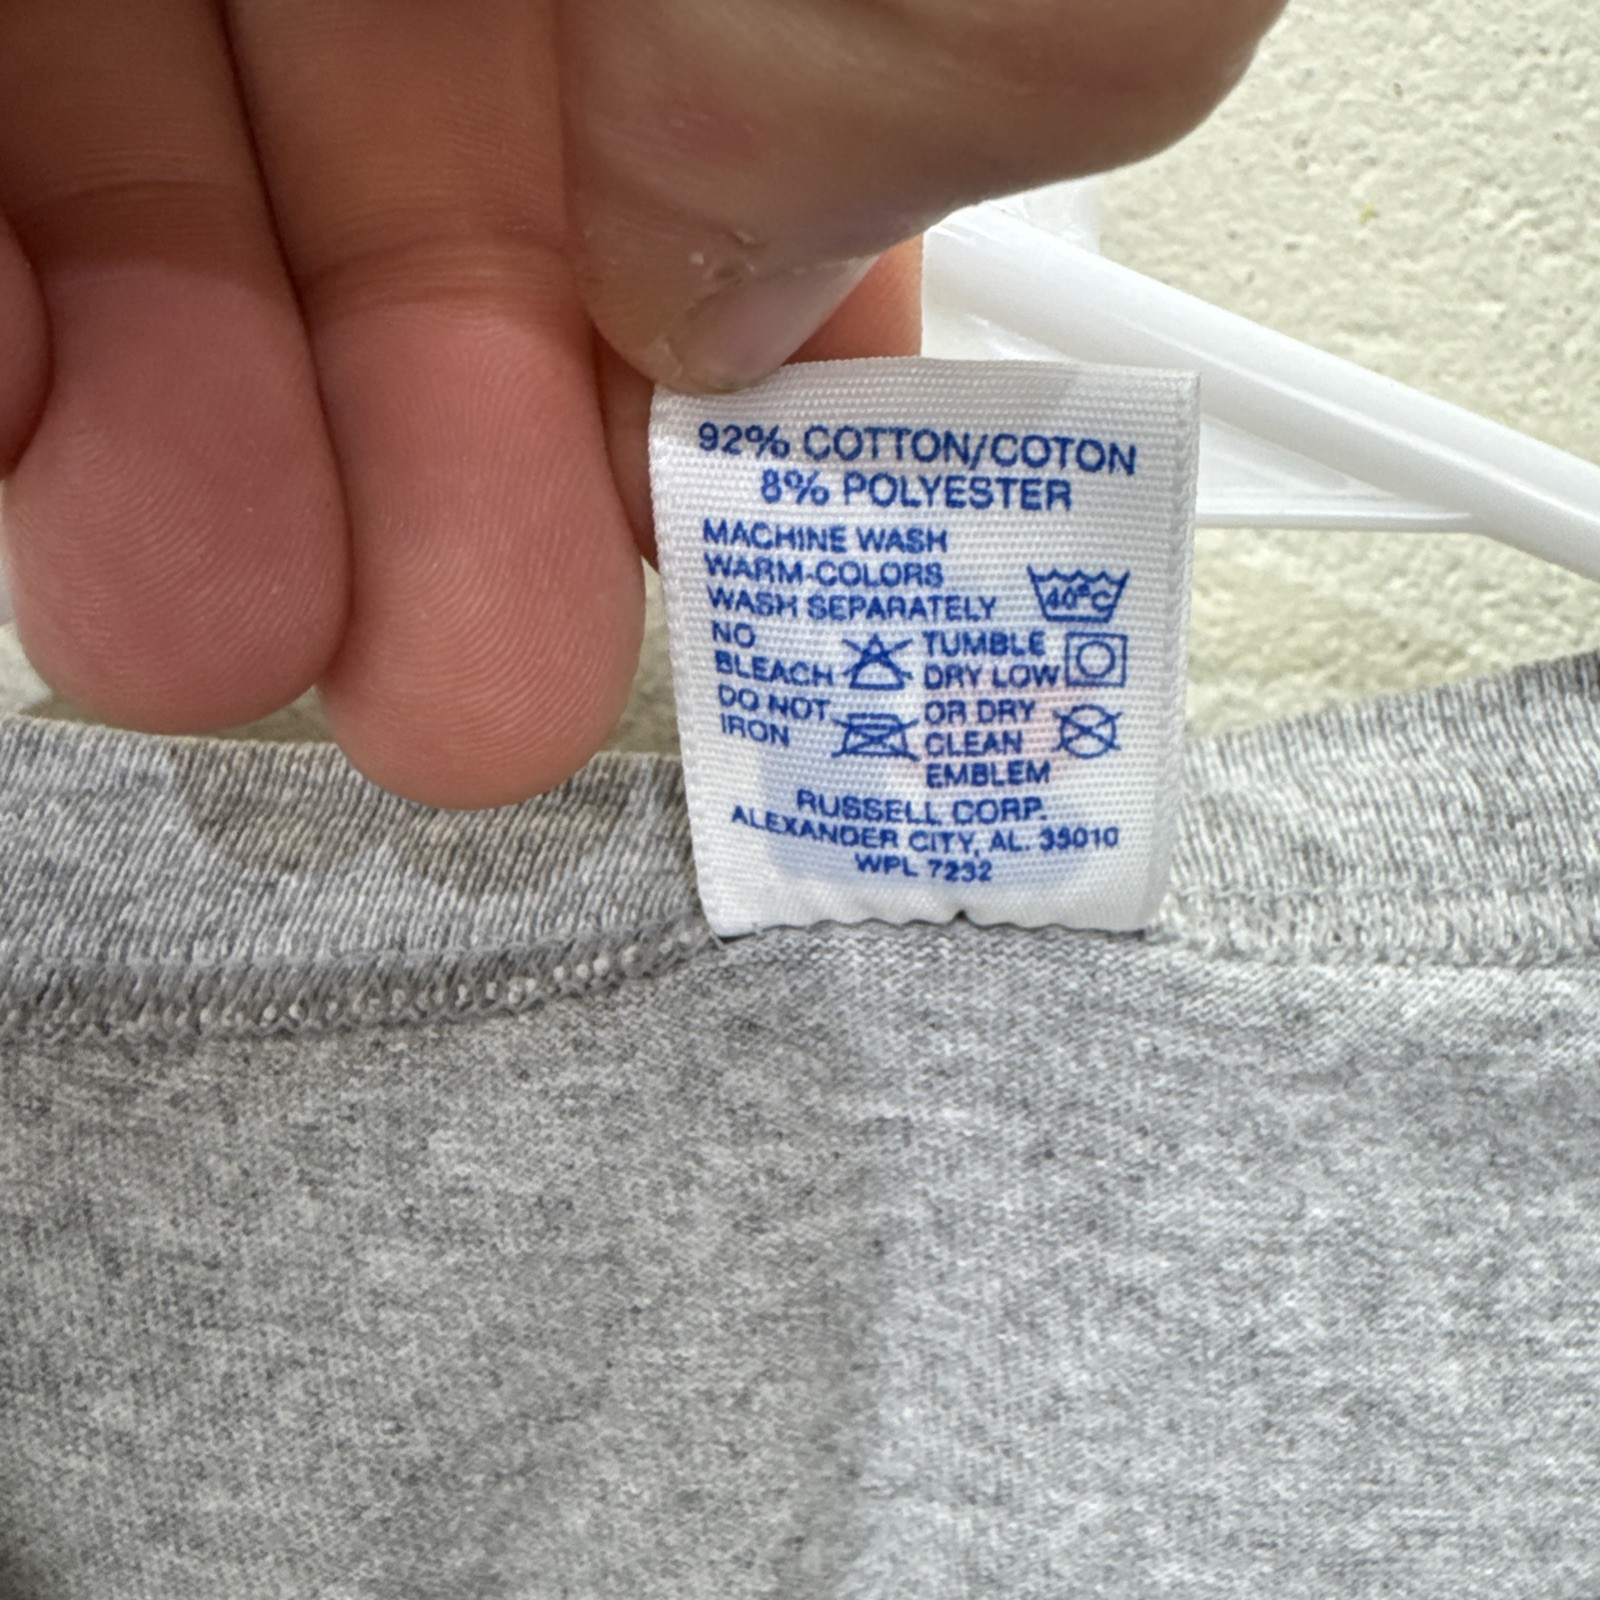 92% COTTON/COTON
8% POLYESTER
MACHINE WASH
WARM-COLORS
WASH SEPARATELY
40°C
NO
BLEACH
DO NOT
IRON
TUMBLE
DRY LOW
OR DRY
CLEAN
EMBLEM
RUSSELL CORP.
ALEXANDER CITY, AL. 35010
WPL 7232